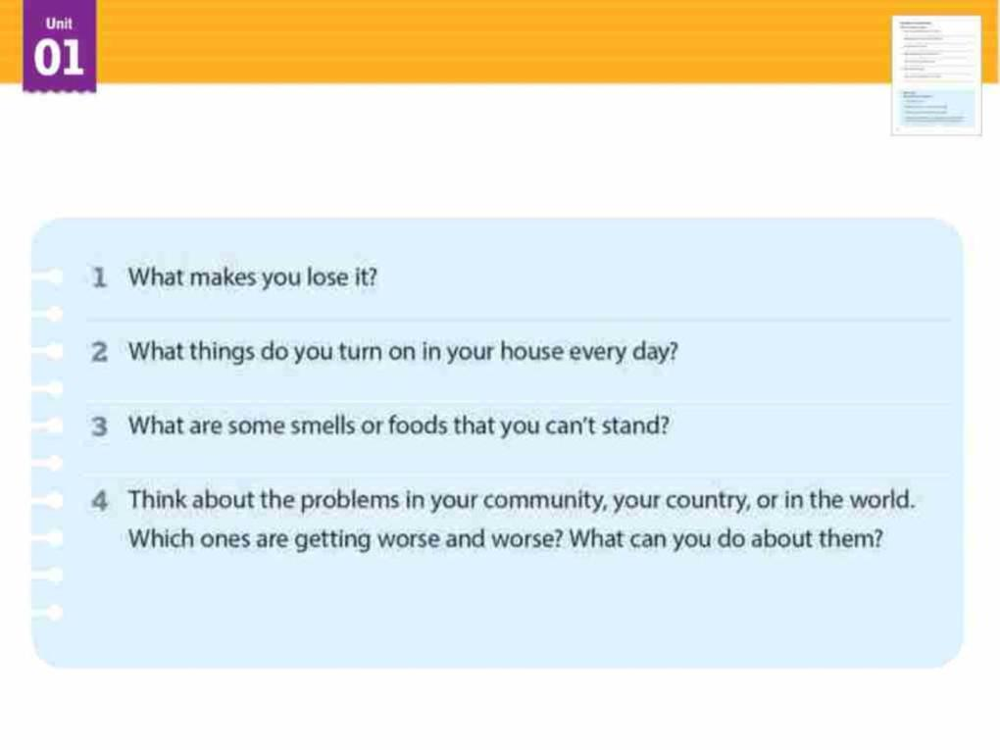 Unit
01
1 What makes you lose it?
2 What things do you turn on in your house every day?
3 What are some smells or foods that you can't stand?
4 Think about the problems in your community, your country, or in the world.
Which ones are getting worse and worse? What can you do about them?